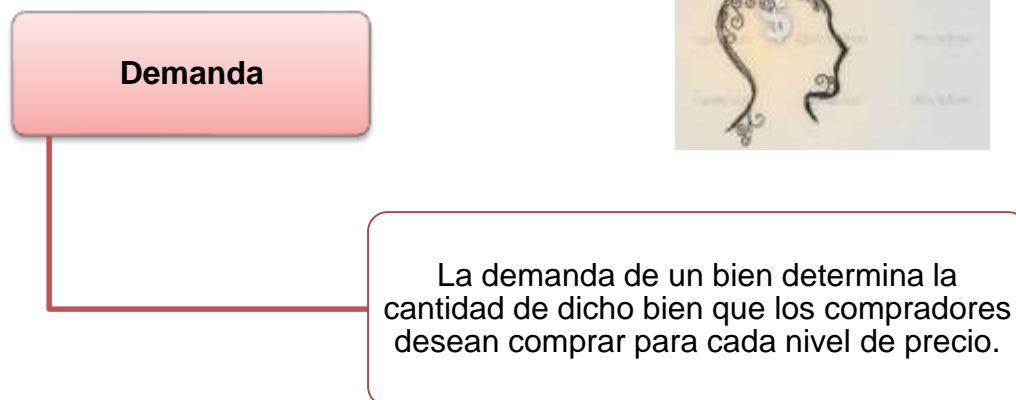 Demanda
La demanda de un bien determina la
cantidad de dicho bien que los compradores
desean comprar para cada nivel de precio.